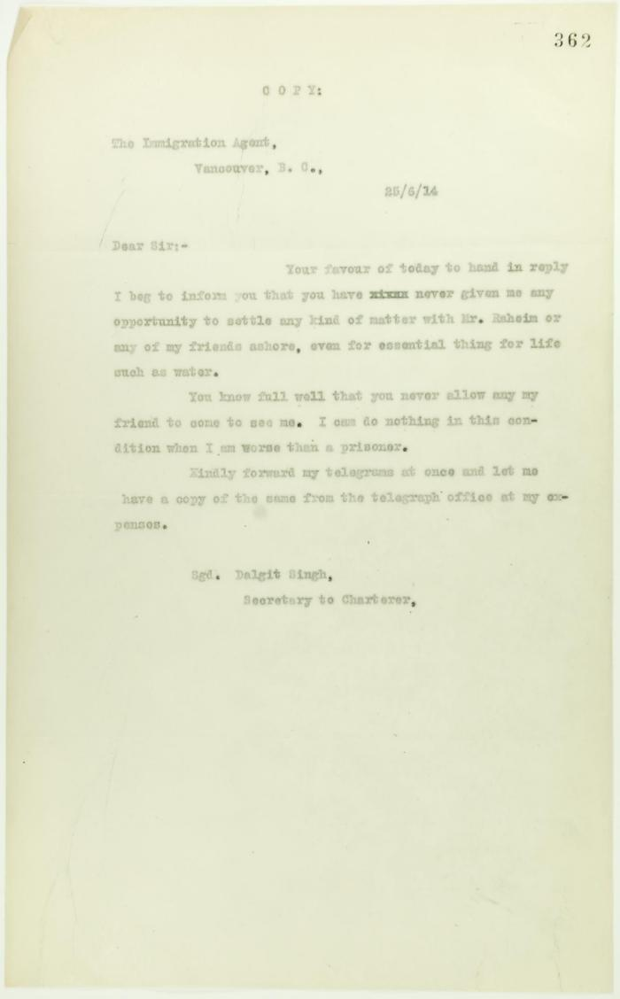 362
C O P Y:
The Immigration Agent,
Vancouver, B. C.,
25/6/14
Dear Sir:-
Your favour of today to hand in reply
I beg to inform you that you have never given me any
opportunity to settle any kind of matter with Mr. Raheim or
any of my friends ashore, even for essential thing for life
such as water.
You know full well that you never allow any my
friend to come to see me. I can do nothing in this con-
dition when I am worse than a prisoner.
Kindly forward my telegrams at once and let me
have a copy of the same from the telegraph office at my ex-
penses.
Sgd. Dalgit Singh,
Secretary to Charterer,